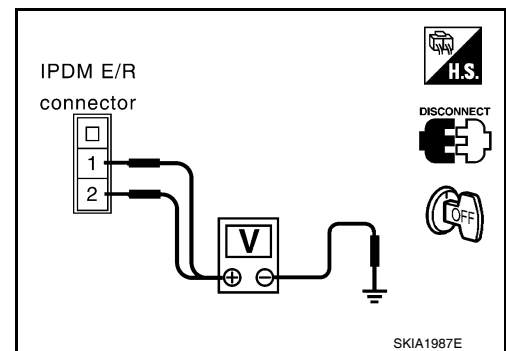 IPDM E/R
connector
1
2
V
+ −
H.S.
DISCONNECT
OFF
SKIA1987E